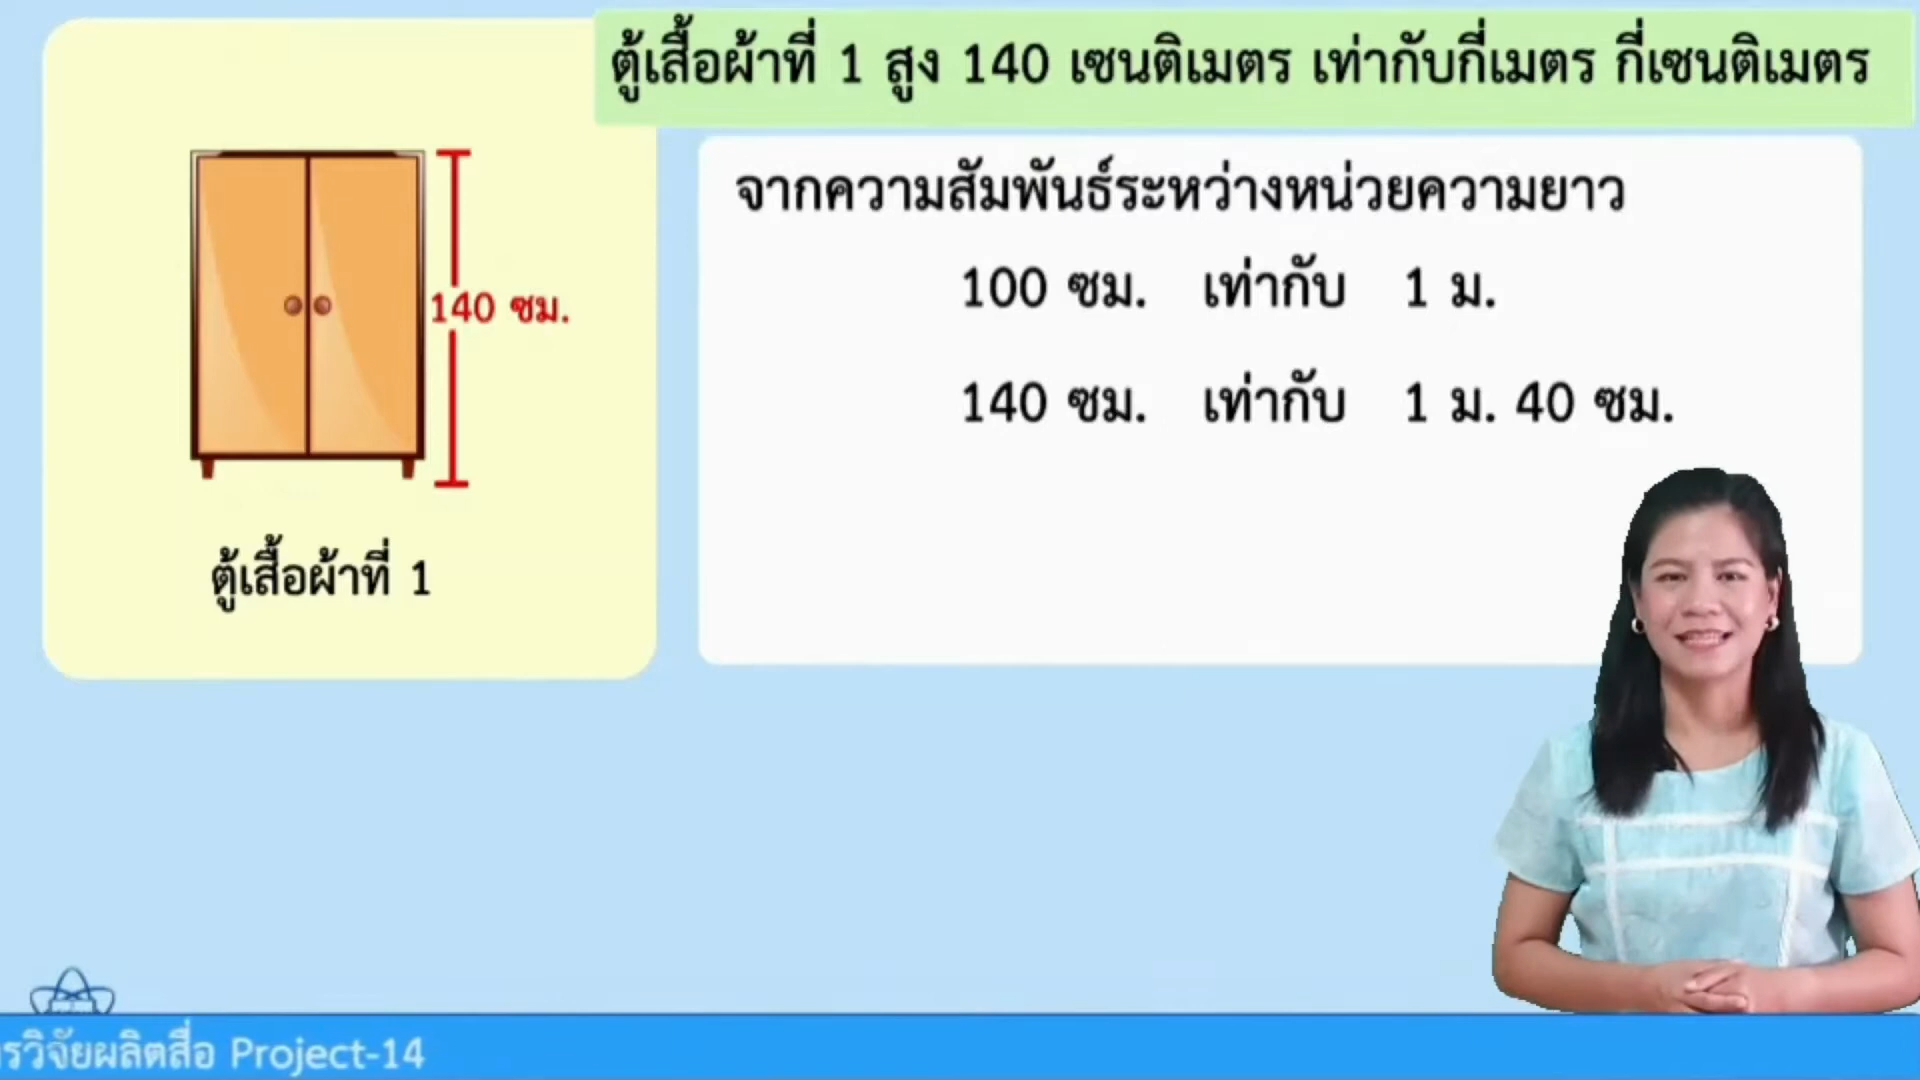 ตู้เสื้อผ้าที่ 1 สูง 140 เซนติเมตร เท่ากับกี่เมตร กี่เซนติเมตร
จากความสัมพันธ์ระหว่างหน่วยความยาว
100 ซม. เท่ากับ 1 ม.
140 ซม. เท่ากับ 1 ม. 40 ซม.
140 ซม.
ตู้เสื้อผ้าที่ 1
รวิจัยผลิตสื่อ Project-14